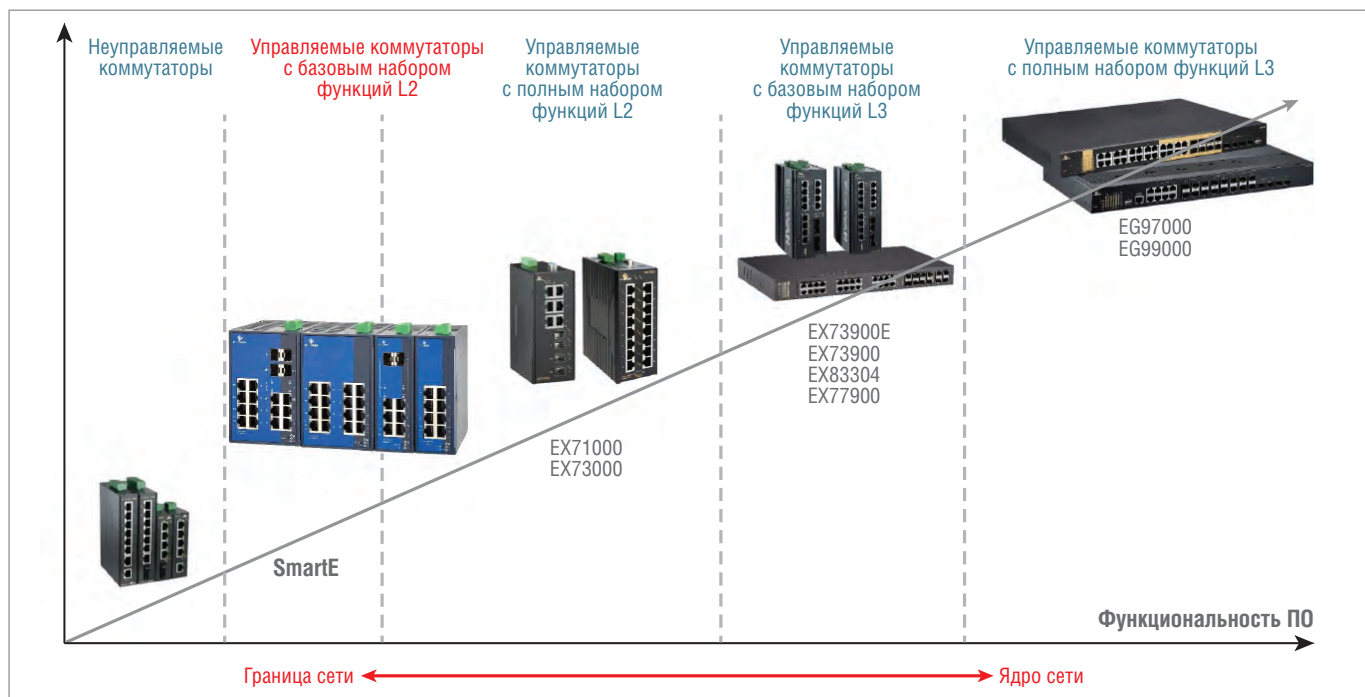 Неуправляемые
коммутаторы
Управляемые коммутаторы
с базовым набором
функций L2
Управляемые
коммутаторы
с полным набором
функций L2
Управляемые
коммутаторы
с базовым набором
функций L3
Управляемые коммутаторы
с полным набором функций L3
EG97000
EG99000
EX73900E
EX73900
EX83304
EX77900
EX71000
EX73000
SmartE
Функциональность ПО
Граница сети
Ядро сети